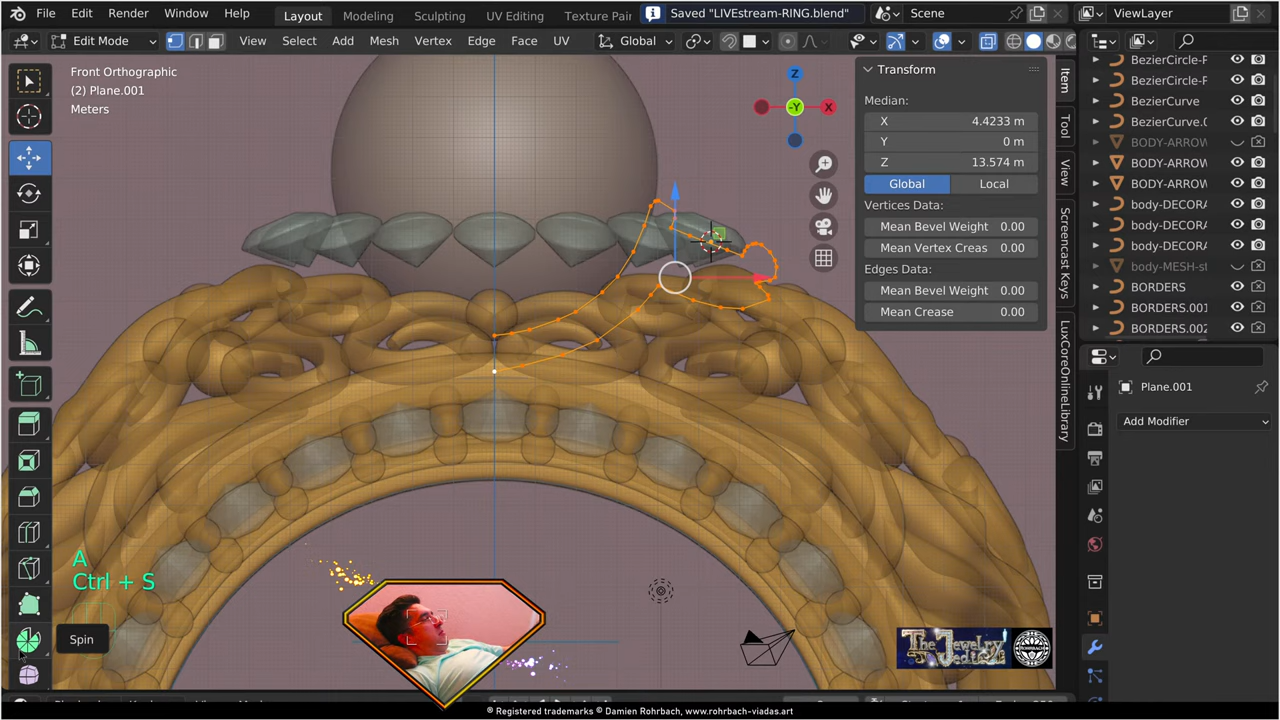 File Edit Render Window Help Layout Modeling Sculpting UV Editing Texture Pai Saved "LIVEstream-RING.blend" Scene ViewLayer
Edit Mode View Select Add Mesh Vertex Edge Face UV Global
Front Orthographic
(2) Plane.001
Meters
Z
-Y
X
Transform
Median:
X 4.4233 m
Y 0 m
Z 13.574 m
Global Local
Vertices Data:
Mean Bevel Weight 0.00
Mean Vertex Creas 0.00
Edges Data:
Mean Bevel Weight 0.00
Mean Crease 0.00
Item
Tool
View
Screencast Keys
LuxCoreOnlineLibrary
BezierCircle-F
BezierCircle-F
BezierCurve
BezierCurve.0
BODY-ARROW
BODY-ARROW
BODY-ARROW
body-DECORA
body-DECORA
body-DECORA
body-MESH-st
BORDERS
BORDERS.001
BORDERS.002
Plane.001
Add Modifier
A
Ctrl + S
Spin
The Jewelry
® Registered trademarks © Damien Rohrbach, www.rohrbach-viadas.art